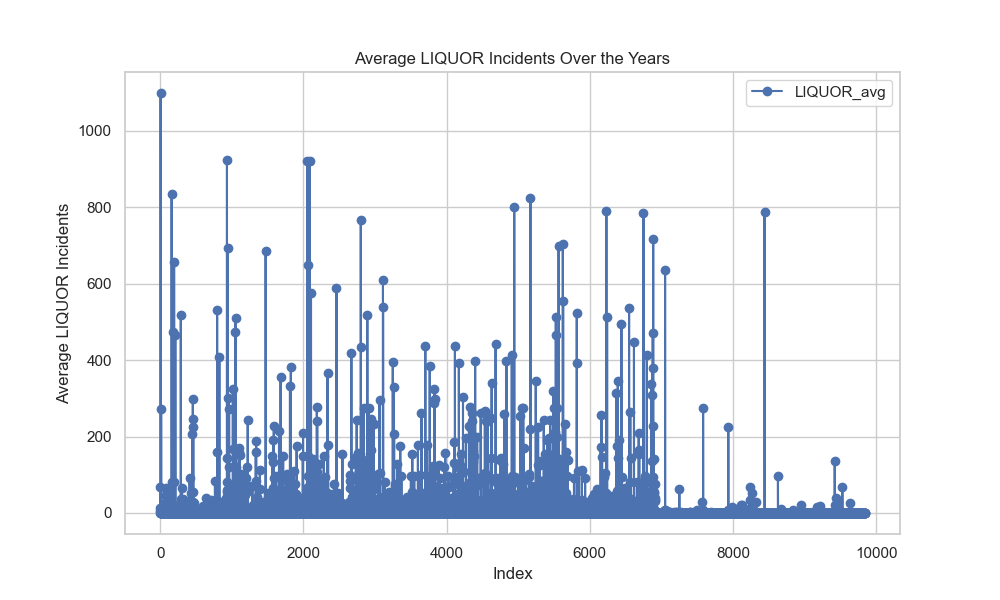 Average LIQUOR Incidents Over the Years
LIQUOR_avg
1000
800
600
400
200
0
Average LIQUOR Incidents
0 2000 4000 6000 8000 10000
Index